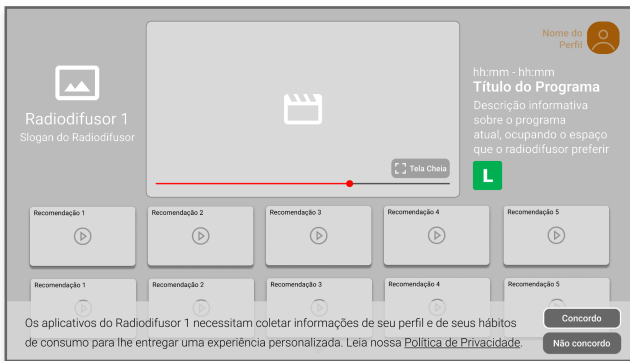 Nome do
Perfil
Radiodifusor 1
Slogan do Radiodifusor
Tela Cheia
hh:mm - hh:mm
Título do Programa
Descrição informativa
sobre o programa
atual, ocupando o espaço
que o radiodifusor preferir
L
Recomendação 1
Recomendação 2
Recomendação 3
Recomendação 4
Recomendação 5
Recomendação 1
Recomendação 2
Recomendação 3
Recomendação 4
Recomendação 5
Os aplicativos do Radiodifusor 1 necessitam coletar informações de seu perfil e de seus hábitos
de consumo para lhe entregar uma experiência personalizada. Leia nossa Política de Privacidade.
Concordo
Não concordo